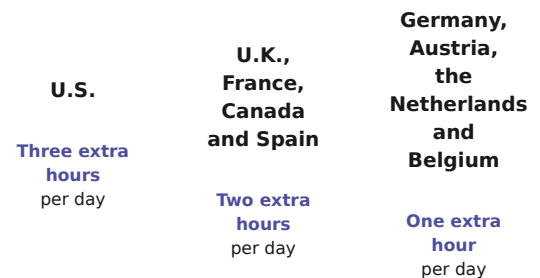 U.S.
Three extra
hours
per day
U.K.,
France,
Canada
and Spain
Two extra
hours
per day
Germany,
Austria,
the
Netherlands
and
Belgium
One extra
hour
per day